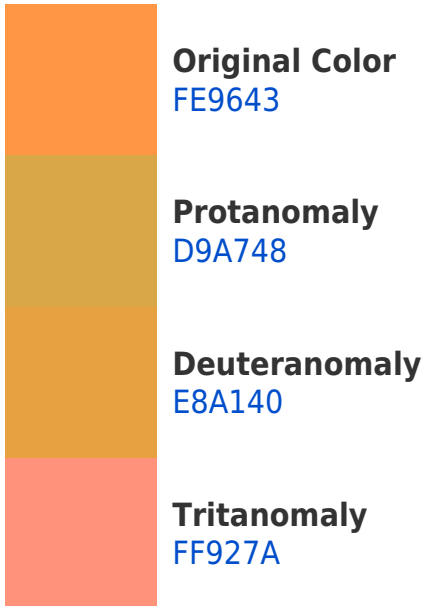 Original Color
FE9643
Protanomaly
D9A748
Deuteranomaly
E8A140
Tritanomaly
FF927A